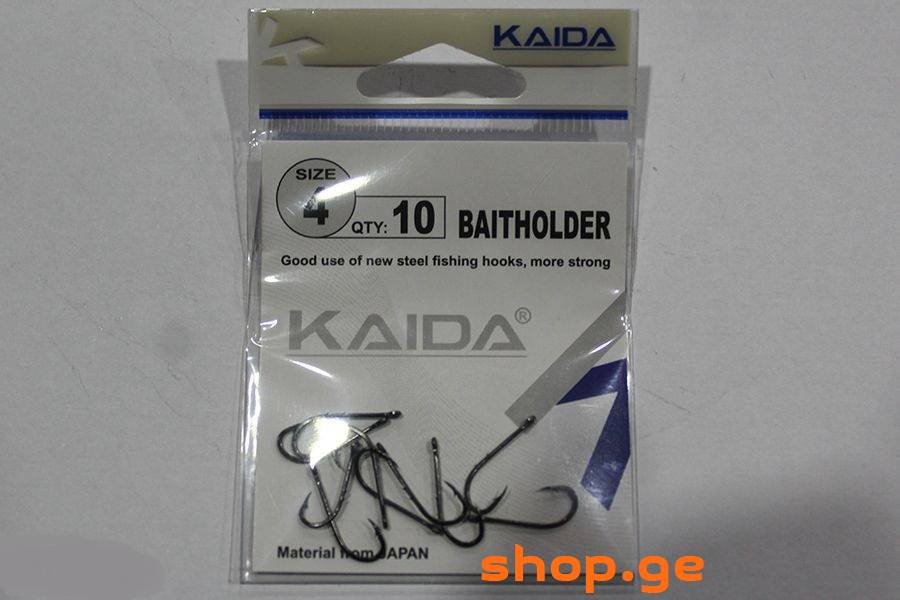 KAIDA
SIZE
4
QTY: 10
BAITHOLDER
Good use of new steel fishing hooks, more strong
KAIDA®
Material from JAPAN
shop.ge